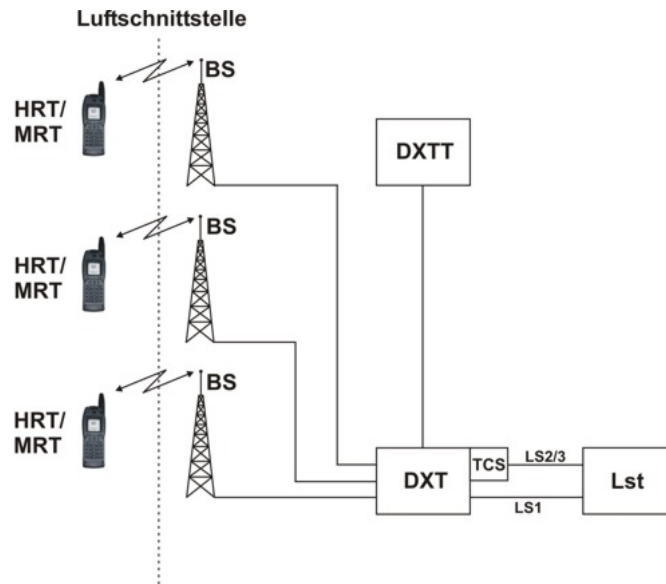 Luftschnittstelle
BS
HRT/
MRT
DXTT
BS
HRT/
MRT
BS
HRT/
MRT
TCS
LS2/3
DXT
Lst
LS1